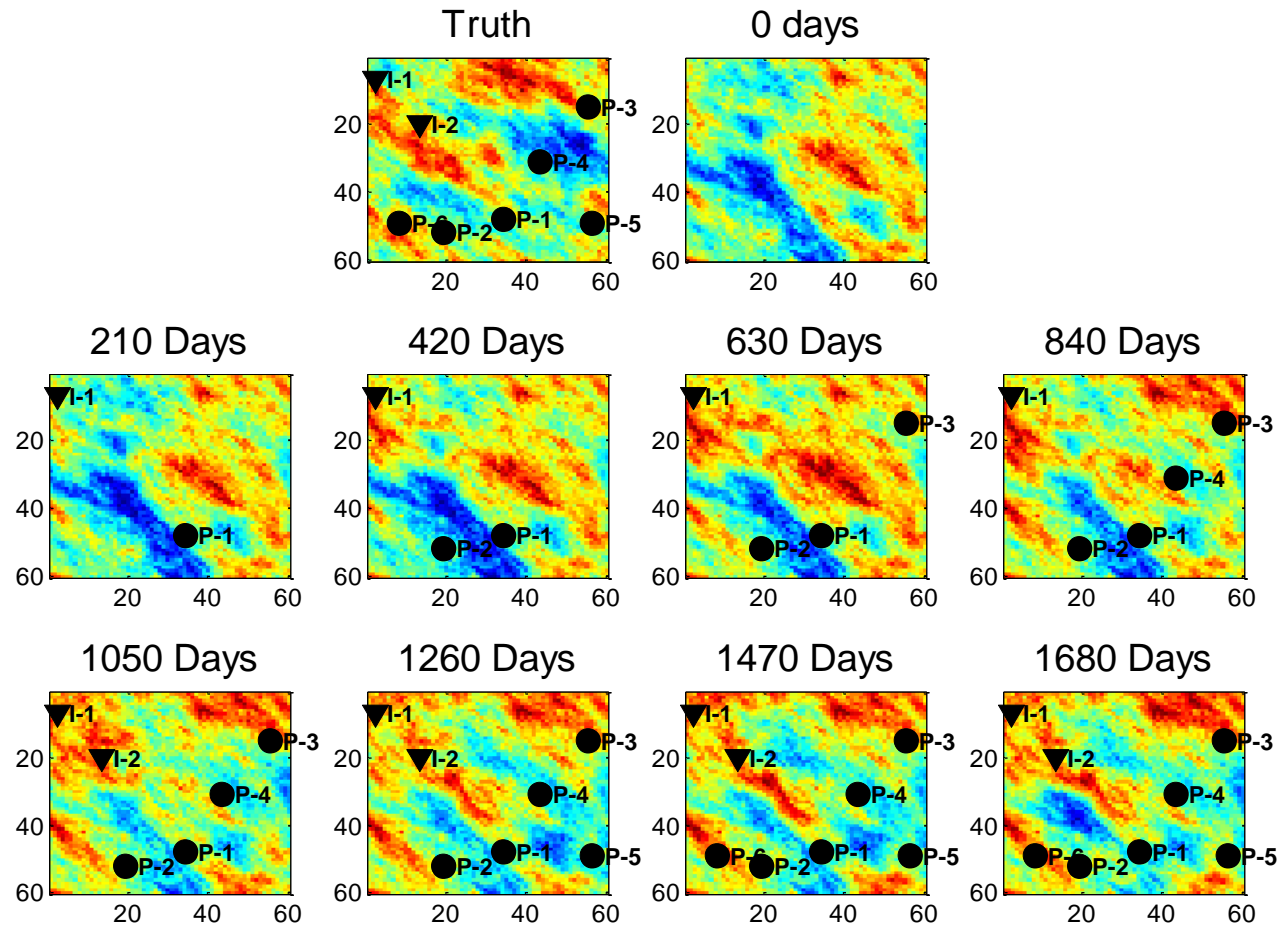 Truth
0 days
I-1
P-3
20
I-2
20
P-4
40
40
P-6
P-2
P-1
P-5
60
60
20
40
60
20
40
60
210 Days
420 Days
630 Days
840 Days
I-1
I-1
I-1
I-1
P-3
P-3
20
20
20
20
P-4
40
40
40
40
P-1
P-2
P-1
P-2
P-1
P-2
P-1
60
60
60
60
20
40
60
20
40
60
20
40
60
20
40
60
1050 Days
1260 Days
1470 Days
1680 Days
I-1
I-1
I-1
I-1
P-3
P-3
P-3
P-3
20
I-2
20
I-2
20
I-2
20
I-2
P-4
P-4
P-4
P-4
40
40
40
40
P-2
P-1
P-2
P-1
P-5
P-6
P-2
P-1
P-5
P-6
P-2
P-1
P-5
60
60
60
60
20
40
60
20
40
60
20
40
60
20
40
60